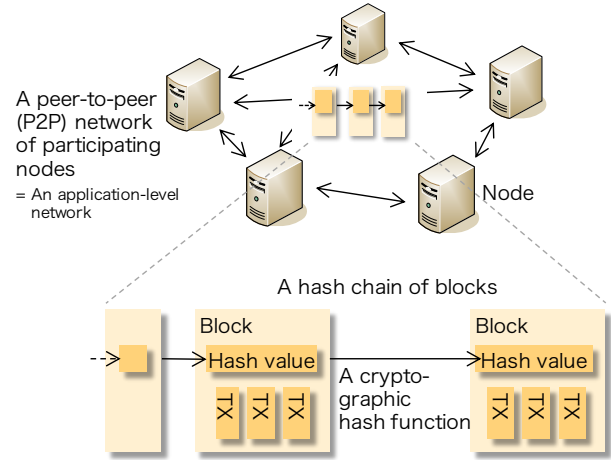 A peer-to-peer
(P2P) network
of participating
nodes
= An application-level
network
Node
A hash chain of blocks
Block
Hash value
TX
TX
TX
A crypto-
graphic
hash function
Block
Hash value
TX
TX
TX